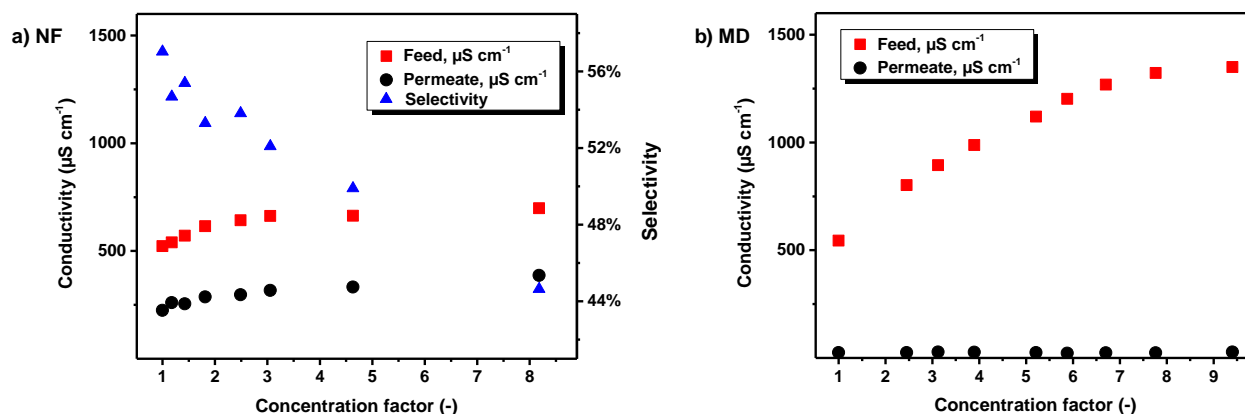 a) NF
1500
1000
500
Conductivity (µS cm⁻¹)
Feed, µS cm⁻¹
Permeate, µS cm⁻¹
Selectivity
56%
52%
48%
44%
Selectivity
1 2 3 4 5 6 7 8
Concentration factor (-)
b) MD
1500
1000
500
Conductivity (µS cm⁻¹)
Feed, µS cm⁻¹
Permeate, µS cm⁻¹
1 2 3 4 5 6 7 8 9
Concentration factor (-)